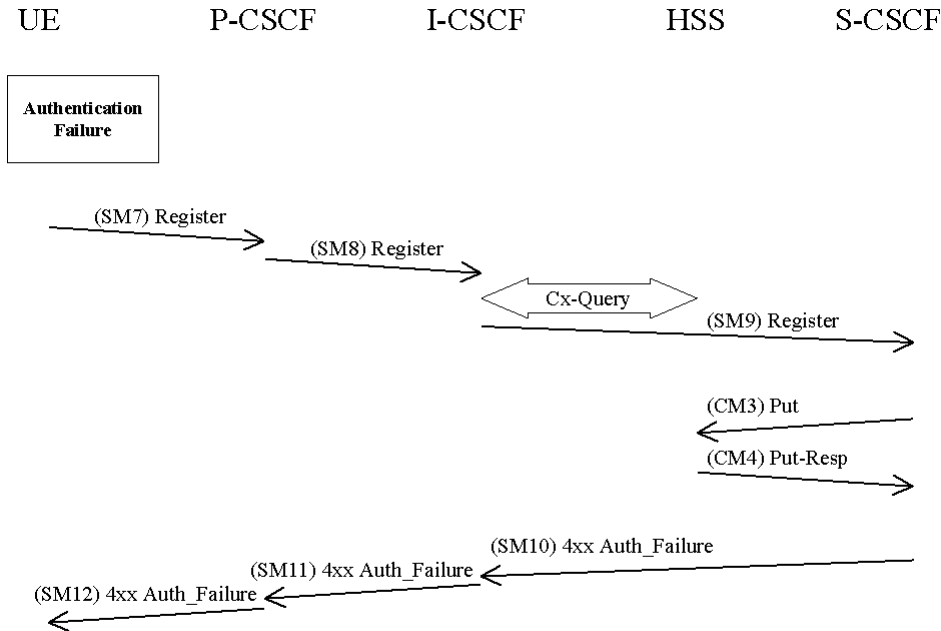 UE P-CSCF I-CSCF HSS S-CSCF
Authentication
Failure
(SM7) Register
(SM8) Register
Cx-Query
(SM9) Register
(CM3) Put
(CM4) Put-Resp
(SM10) 4xx Auth_Failure
(SM11) 4xx Auth_Failure
(SM12) 4xx Auth_Failure